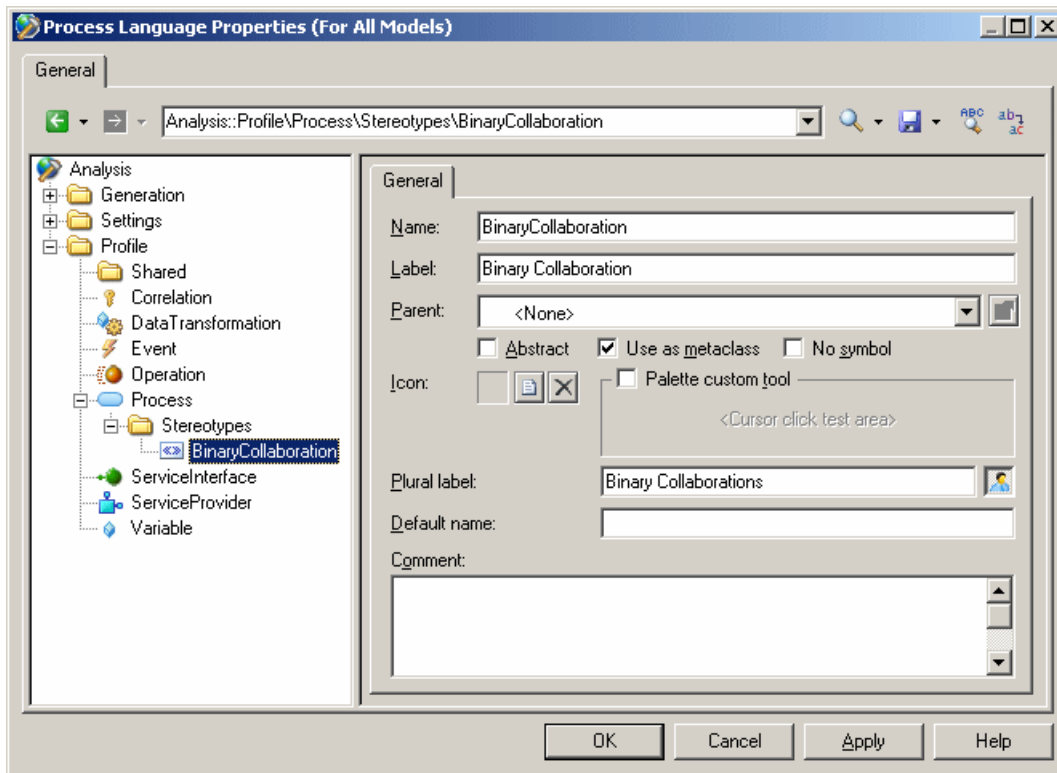 Process Language Properties (For All Models)
General
Analysis::Profile\Process\Stereotypes\BinaryCollaboration
ABC
ab
ac
Analysis
Generation
Settings
Profile
Shared
Correlation
DataTransformation
Event
Operation
Process
Stereotypes
BinaryCollaboration
ServiceInterface
ServiceProvider
Variable
General
Name: BinaryCollaboration
Label: Binary Collaboration
Parent: <None>
Abstract Use as metaclass No symbol
Icon: Palette custom tool
<Cursor click test area>
Plural label: Binary Collaborations
Default name:
Comment:
OK Cancel Apply Help